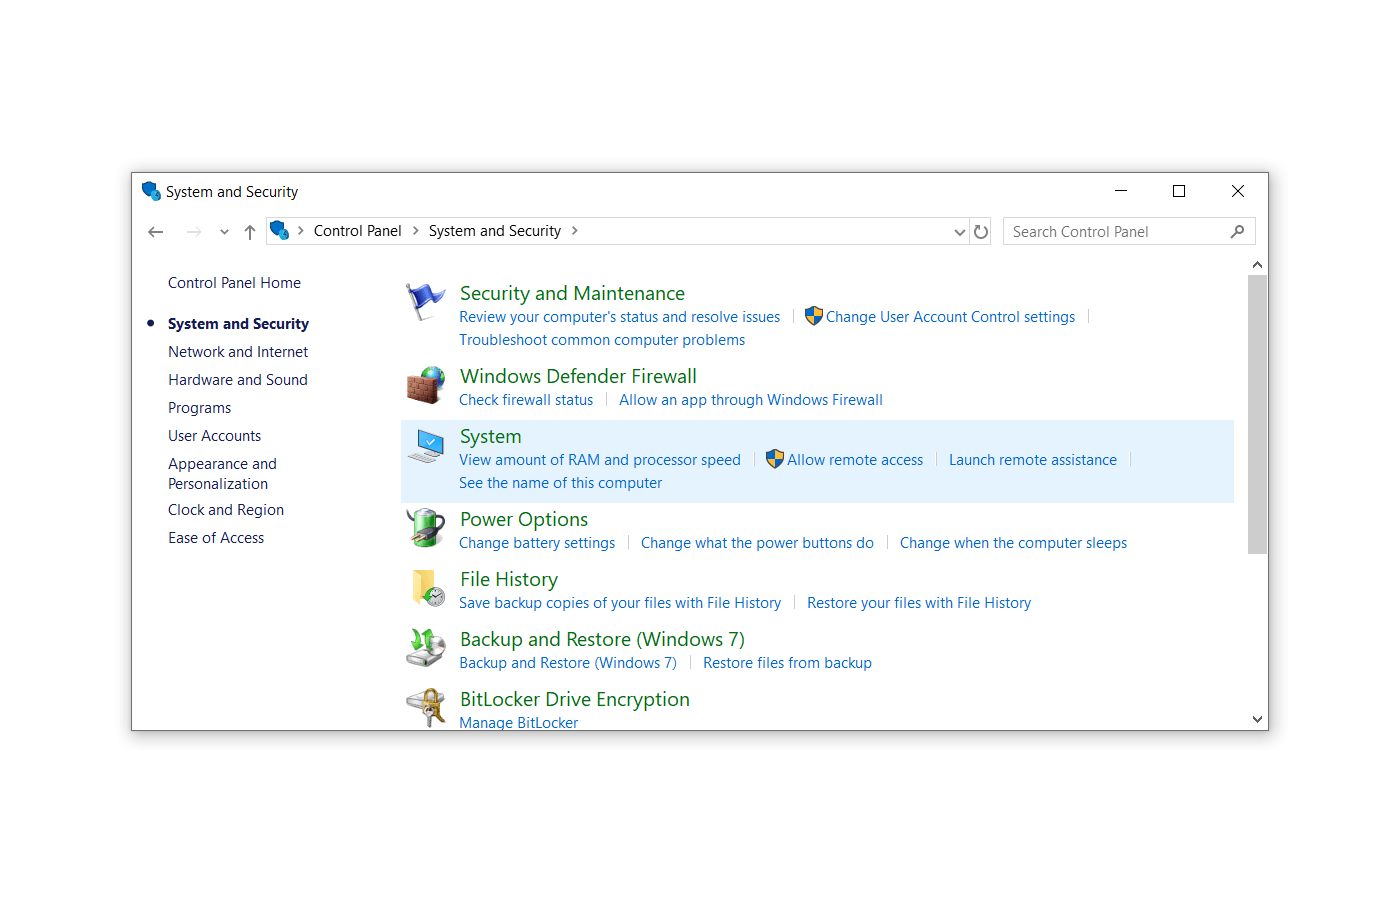 System and Security
Control Panel System and Security
Search Control Panel
Control Panel Home
System and Security
Network and Internet
Hardware and Sound
Programs
User Accounts
Appearance and
Personalization
Clock and Region
Ease of Access
Security and Maintenance
Review your computer's status and resolve issues Change User Account Control settings
Troubleshoot common computer problems
Windows Defender Firewall
Check firewall status Allow an app through Windows Firewall
System
View amount of RAM and processor speed Allow remote access Launch remote assistance
See the name of this computer
Power Options
Change battery settings Change what the power buttons do Change when the computer sleeps
File History
Save backup copies of your files with File History Restore your files with File History
Backup and Restore (Windows 7)
Backup and Restore (Windows 7) Restore files from backup
BitLocker Drive Encryption
Manage BitLocker